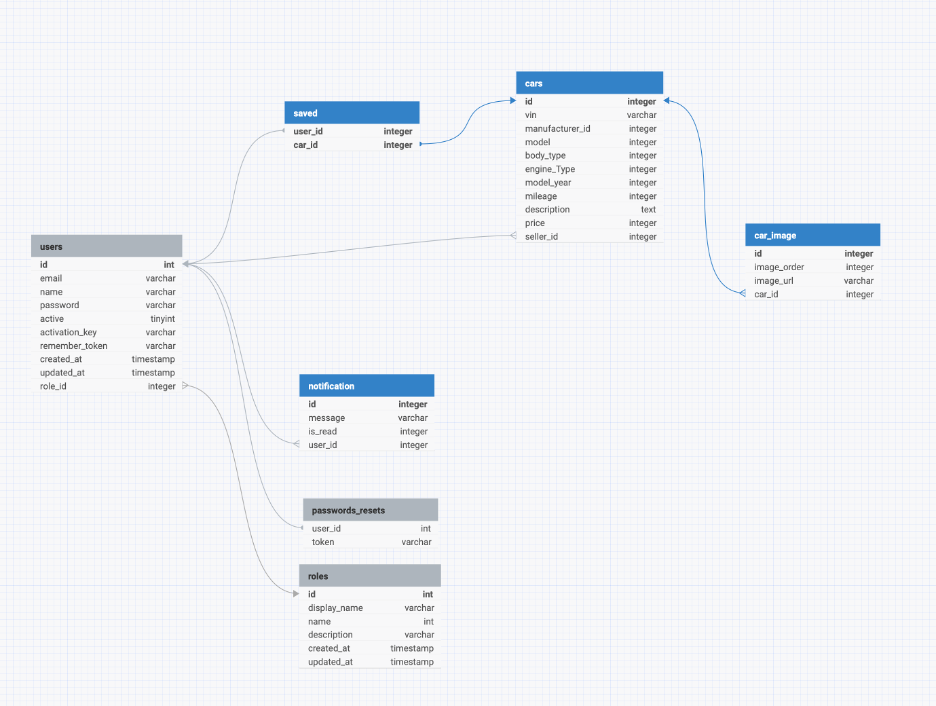 cars
id integer
vin varchar
manufacturer_id integer
model integer
body_type integer
engine_Type integer
model_year integer
mileage integer
description text
price integer
seller_id integer
saved
user_id integer
car_id integer
users
id int
email varchar
name varchar
password varchar
active tinyint
activation_key varchar
remember_token varchar
created_at timestamp
updated_at timestamp
role_id integer
car_image
id integer
image_order integer
image_url varchar
car_id integer
notification
id integer
message varchar
is_read integer
user_id integer
passwords_resets
user_id int
token varchar
roles
id int
display_name varchar
name int
description varchar
created_at timestamp
updated_at timestamp